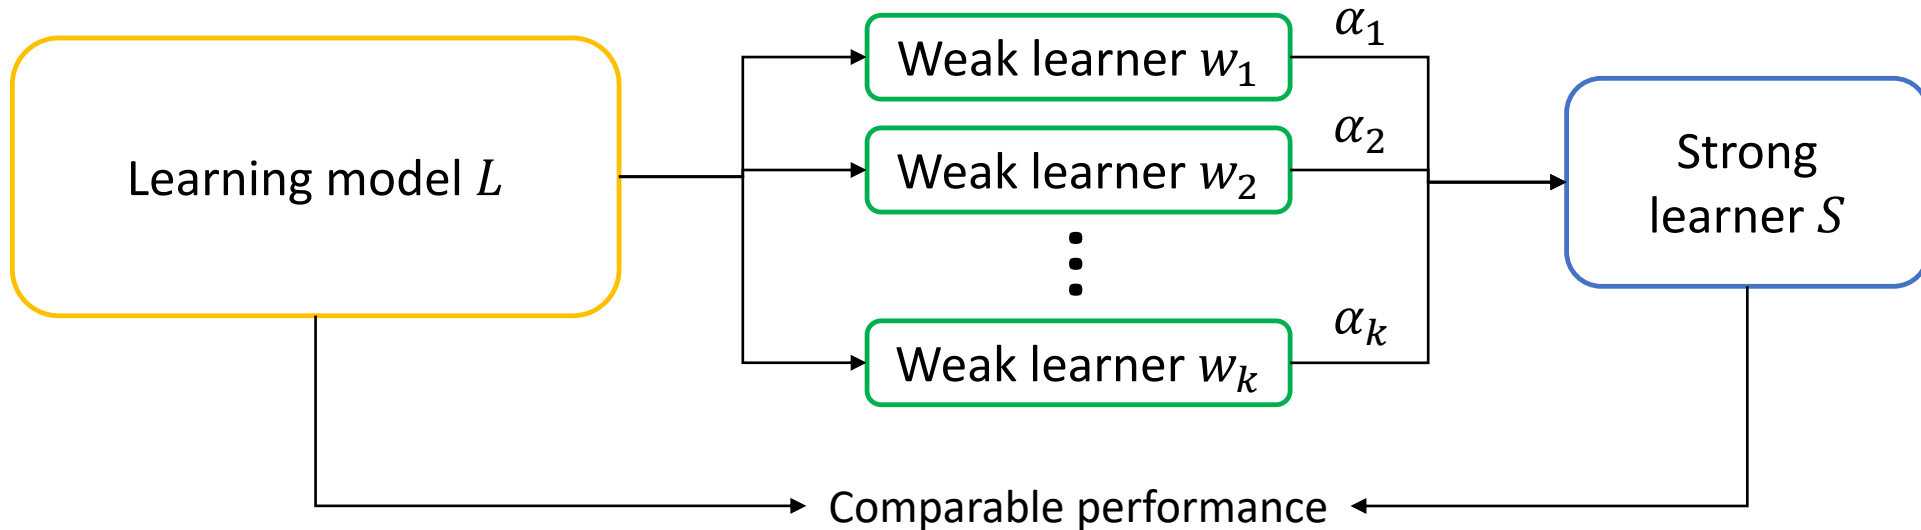 Learning model L
Weak learner w₁
Weak learner w₂
Weak learner wₖ
α₁
α₂
αₖ
Strong
learner S
Comparable performance